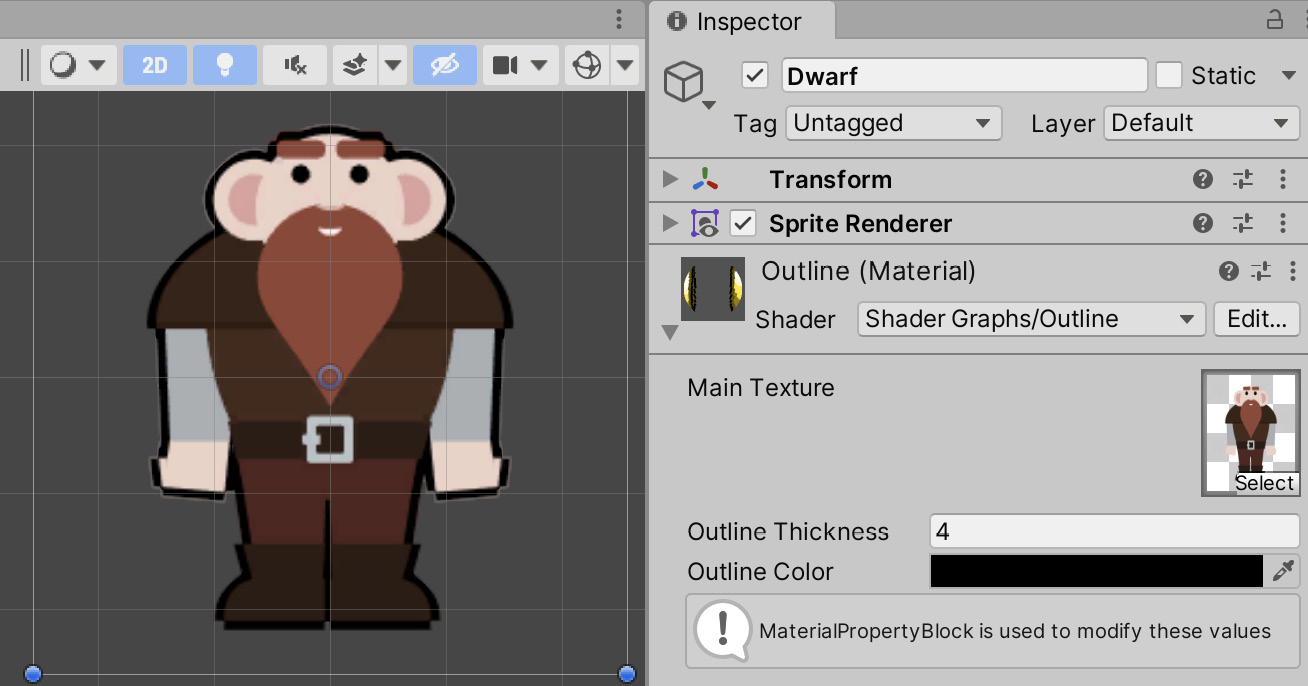 Inspector
2D
Dwarf
Static
Tag
Untagged
Layer
Default
Transform
Sprite Renderer
Outline (Material)
Shader
Shader Graphs/Outline
Edit...
Main Texture
Select
Outline Thickness
4
Outline Color
MaterialPropertyBlock is used to modify these values